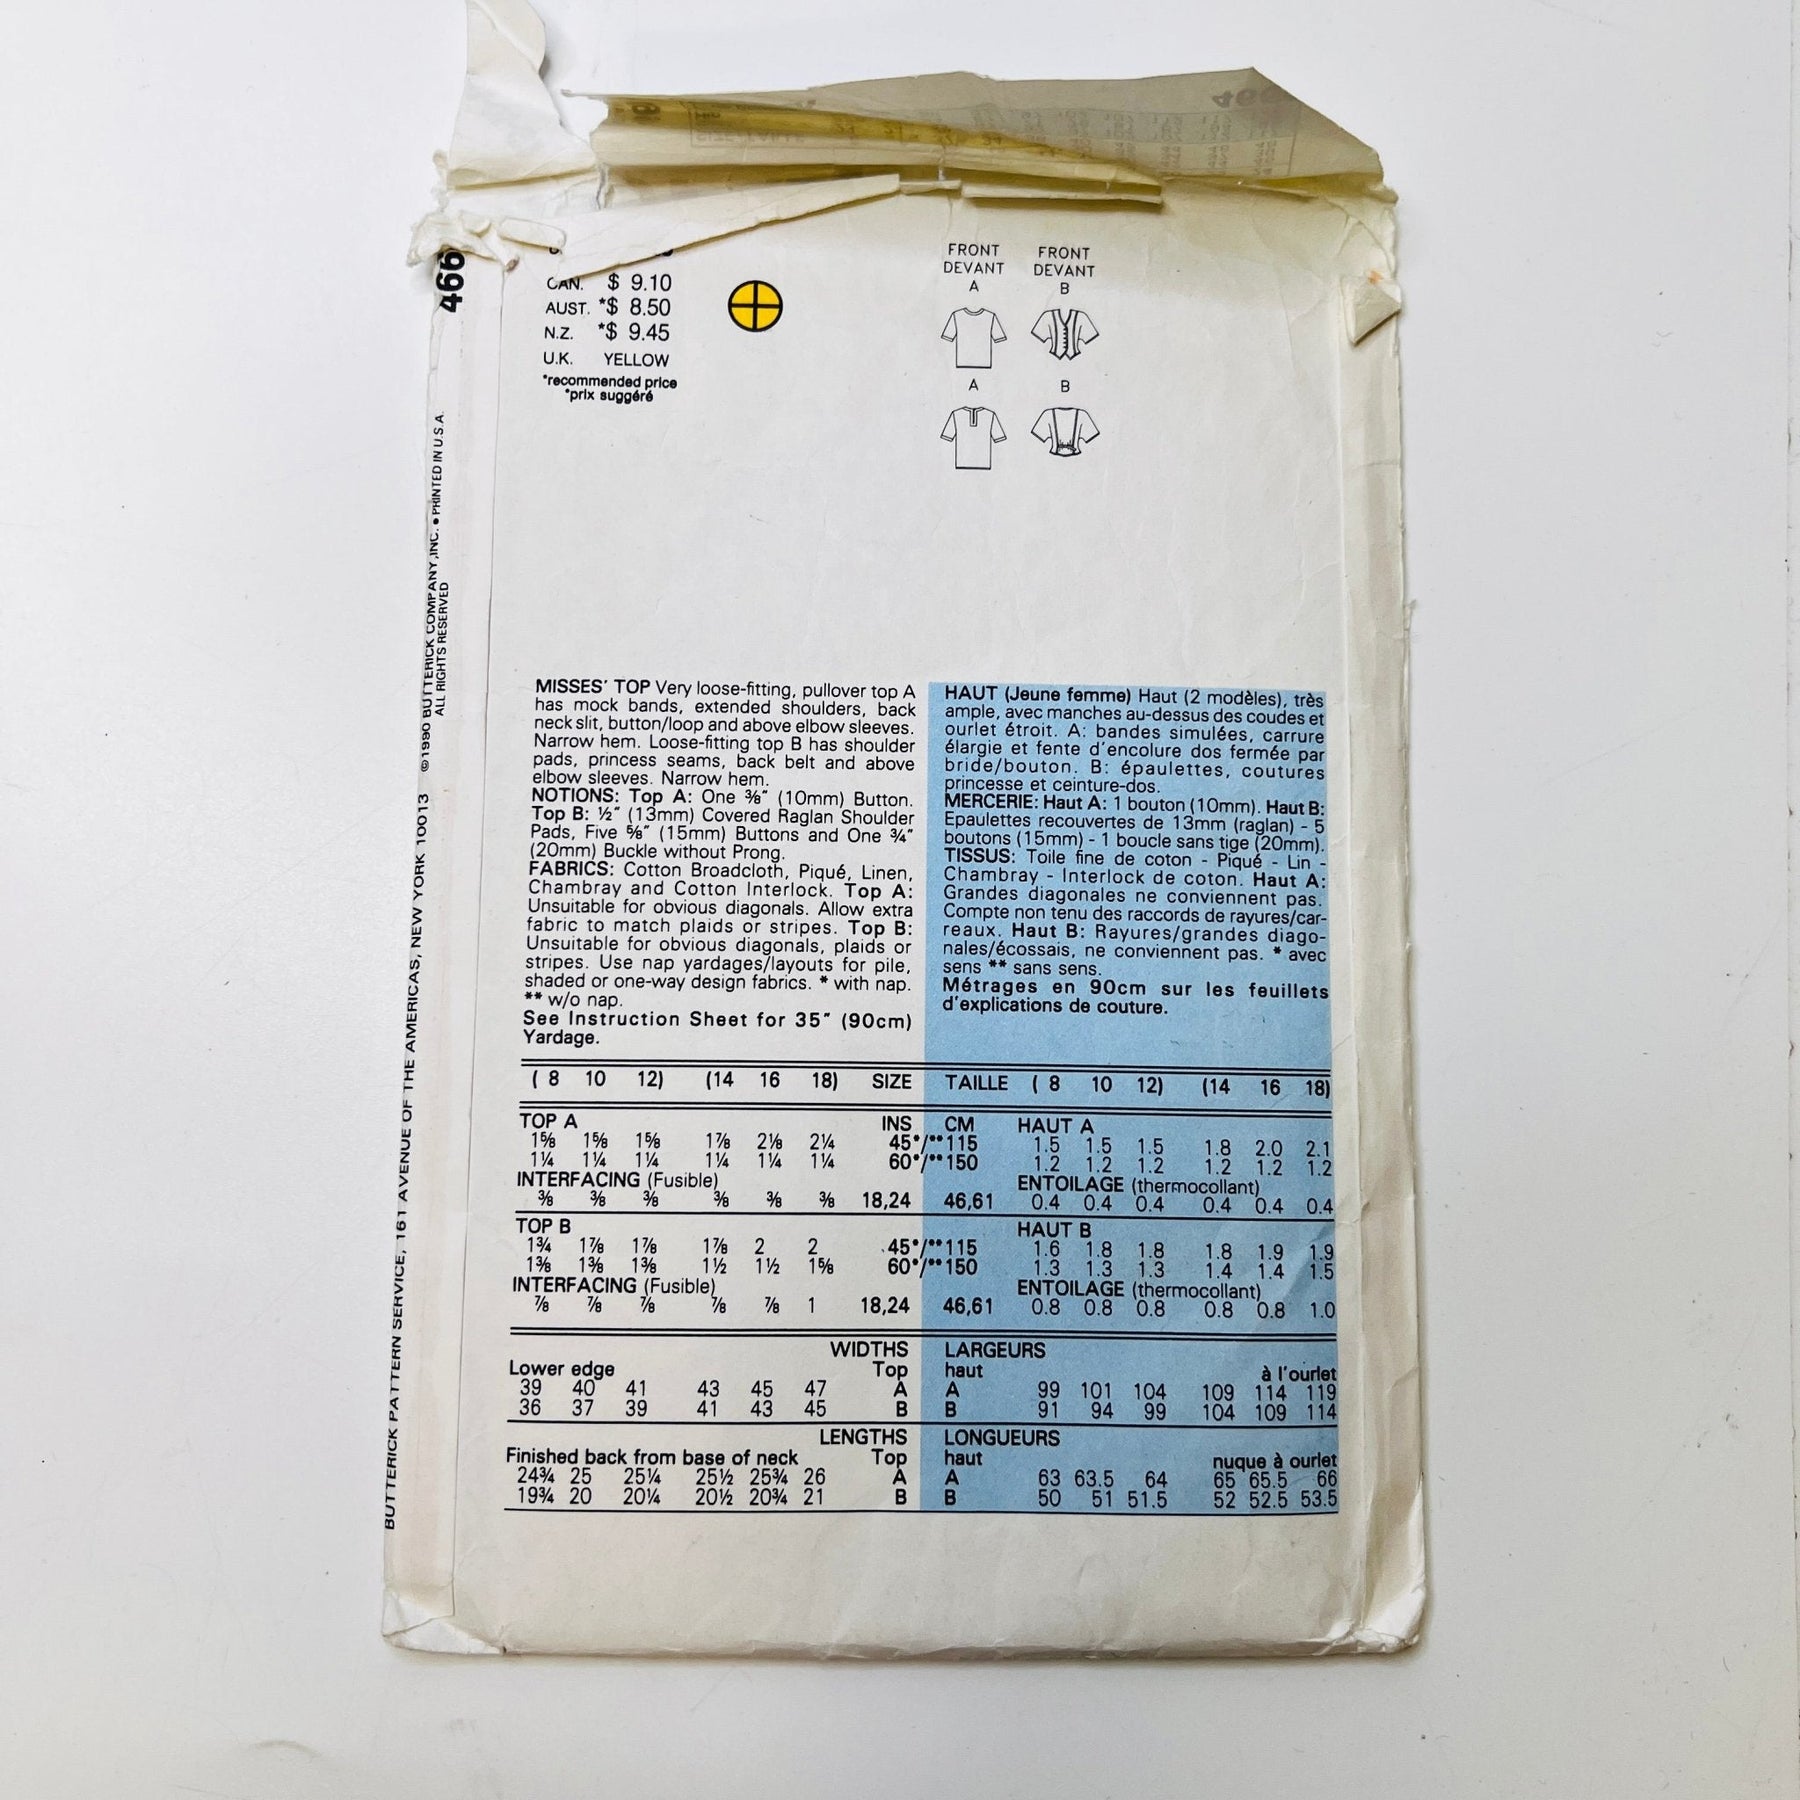 466
CAN. $ 9.10
AUST. *$ 8.50
N.Z. *$ 9.45
U.K. YELLOW
*recommended price
*prix suggéré
FRONT FRONT
DEVANT DEVANT
A B
A B
©1990 BUTTERICK COMPANY, INC. ● PRINTED IN U.S.A.
ALL RIGHTS RESERVED
BUTTERICK PATTERN SERVICE, 161 AVENUE OF THE AMERICAS, NEW YORK 10013
MISSES' TOP Very loose-fitting, pullover top A
has mock bands, extended shoulders, back
neck slit, button/loop and above elbow sleeves.
Narrow hem. Loose-fitting top B has shoulder
pads, princess seams, back belt and above
elbow sleeves. Narrow hem.
NOTIONS: Top A: One ⅜" (10mm) Button.
Top B: ½" (13mm) Covered Raglan Shoulder
Pads, Five ⅝" (15mm) Buttons and One ¾"
(20mm) Buckle without Prong.
FABRICS: Cotton Broadcloth, Piqué, Linen,
Chambray and Cotton Interlock. Top A:
Unsuitable for obvious diagonals. Allow extra
fabric to match plaids or stripes. Top B:
Unsuitable for obvious diagonals, plaids or
stripes. Use nap yardages/layouts for pile,
shaded or one-way design fabrics. * with nap.
** w/o nap.
See Instruction Sheet for 35" (90cm)
Yardage.
HAUT (Jeune femme) Haut (2 modèles), très
ample, avec manches au-dessus des coudes et
ourlet étroit. A: bandes simulées, carrure
élargie et fente d'encolure dos fermée par
bride/bouton. B: épaulettes, coutures
princesse et ceinture-dos.
MERCERIE: Haut A: 1 bouton (10mm). Haut B:
Epaulettes recouvertes de 13mm (raglan) - 5
boutons (15mm) - 1 boucle sans tige (20mm).
TISSUS: Toile fine de coton - Piqué - Lin -
Chambray - Interlock de coton. Haut A:
Grandes diagonales ne conviennent pas.
Compte non tenu des raccords de rayures/car-
reaux. Haut B: Rayures/grandes diago-
nales/écossais, ne conviennent pas. * avec
sens ** sans sens.
Métrages en 90cm sur les feuillets
d'explications de couture.
( 8 10 12) (14 16 18) SIZE TAILLE ( 8 10 12) (14 16 18)
TOP A INS CM HAUT A
1⅝ 1⅝ 1⅝ 1⅞ 2⅛ 2¼ 45*/**115 1.5 1.5 1.5 1.8 2.0 2.1
1¼ 1¼ 1¼ 1¼ 1¼ 1¼ 60*/**150 1.2 1.2 1.2 1.2 1.2 1.2
INTERFACING (Fusible) ENTOILAGE (thermocollant)
⅜ ⅜ ⅜ ⅜ ⅜ ⅜ 18,24 46,61 0.4 0.4 0.4 0.4 0.4 0.4
TOP B HAUT B
1¾ 1⅞ 1⅞ 1⅞ 2 2 45*/**115 1.6 1.8 1.8 1.8 1.9 1.9
1⅜ 1⅜ 1⅜ 1½ 1½ 1⅝ 60*/**150 1.3 1.3 1.3 1.4 1.4 1.5
INTERFACING (Fusible) ENTOILAGE (thermocollant)
⅞ ⅞ ⅞ ⅞ ⅞ 1 18,24 46,61 0.8 0.8 0.8 0.8 0.8 1.0
WIDTHS LARGEURS
Lower edge Top haut à l'ourlet
39 40 41 43 45 47 A A 99 101 104 109 114 119
36 37 39 41 43 45 B B 91 94 99 104 109 114
LENGTHS LONGUEURS
Finished back from base of neck Top haut nuque à ourlet
24¾ 25 25¼ 25½ 25¾ 26 A A 63 63.5 64 65 65.5 66
19¾ 20 20¼ 20½ 20¾ 21 B B 50 51 51.5 52 52.5 53.5